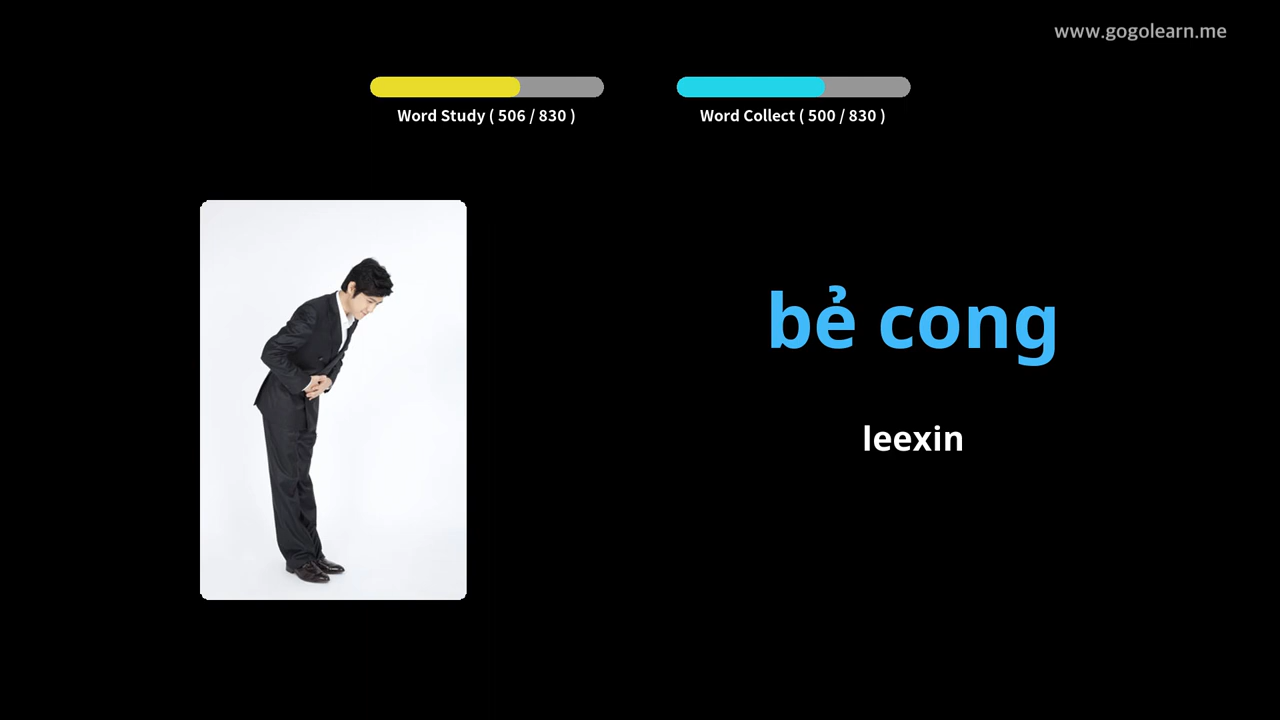 www.gogolearn.me
Word Study ( 506 / 830 )
Word Collect ( 500 / 830 )
bẻ cong
leexin